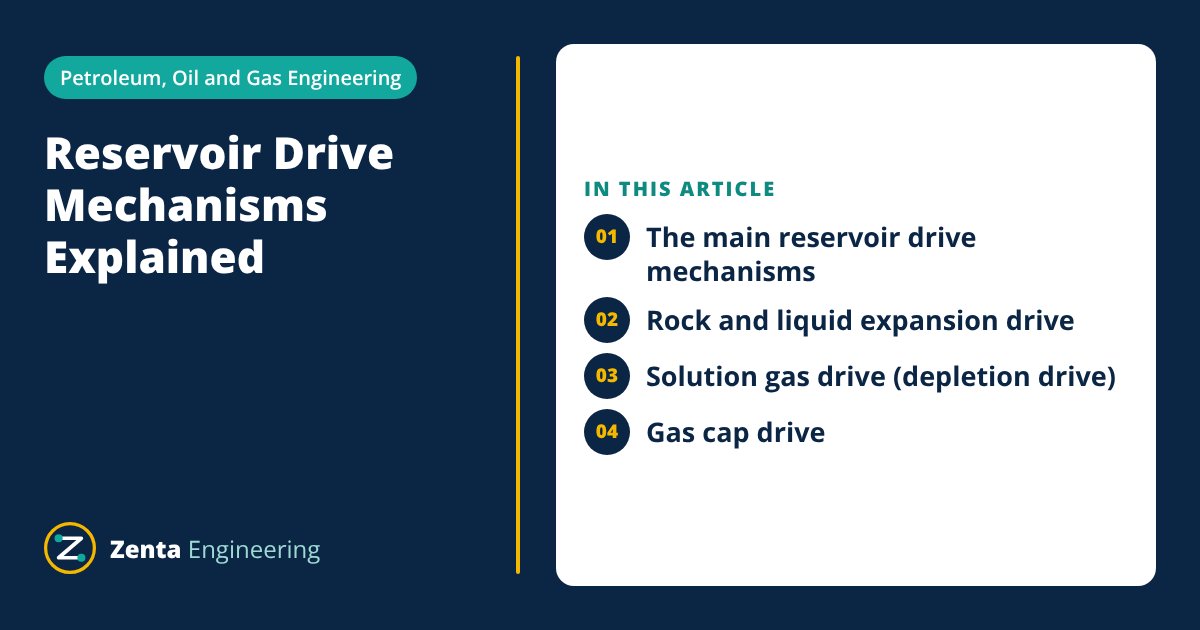 Petroleum, Oil and Gas Engineering
Reservoir Drive
Mechanisms
Explained
IN THIS ARTICLE
01 The main reservoir drive
mechanisms
02 Rock and liquid expansion drive
03 Solution gas drive (depletion drive)
04 Gas cap drive
Z Zenta Engineering